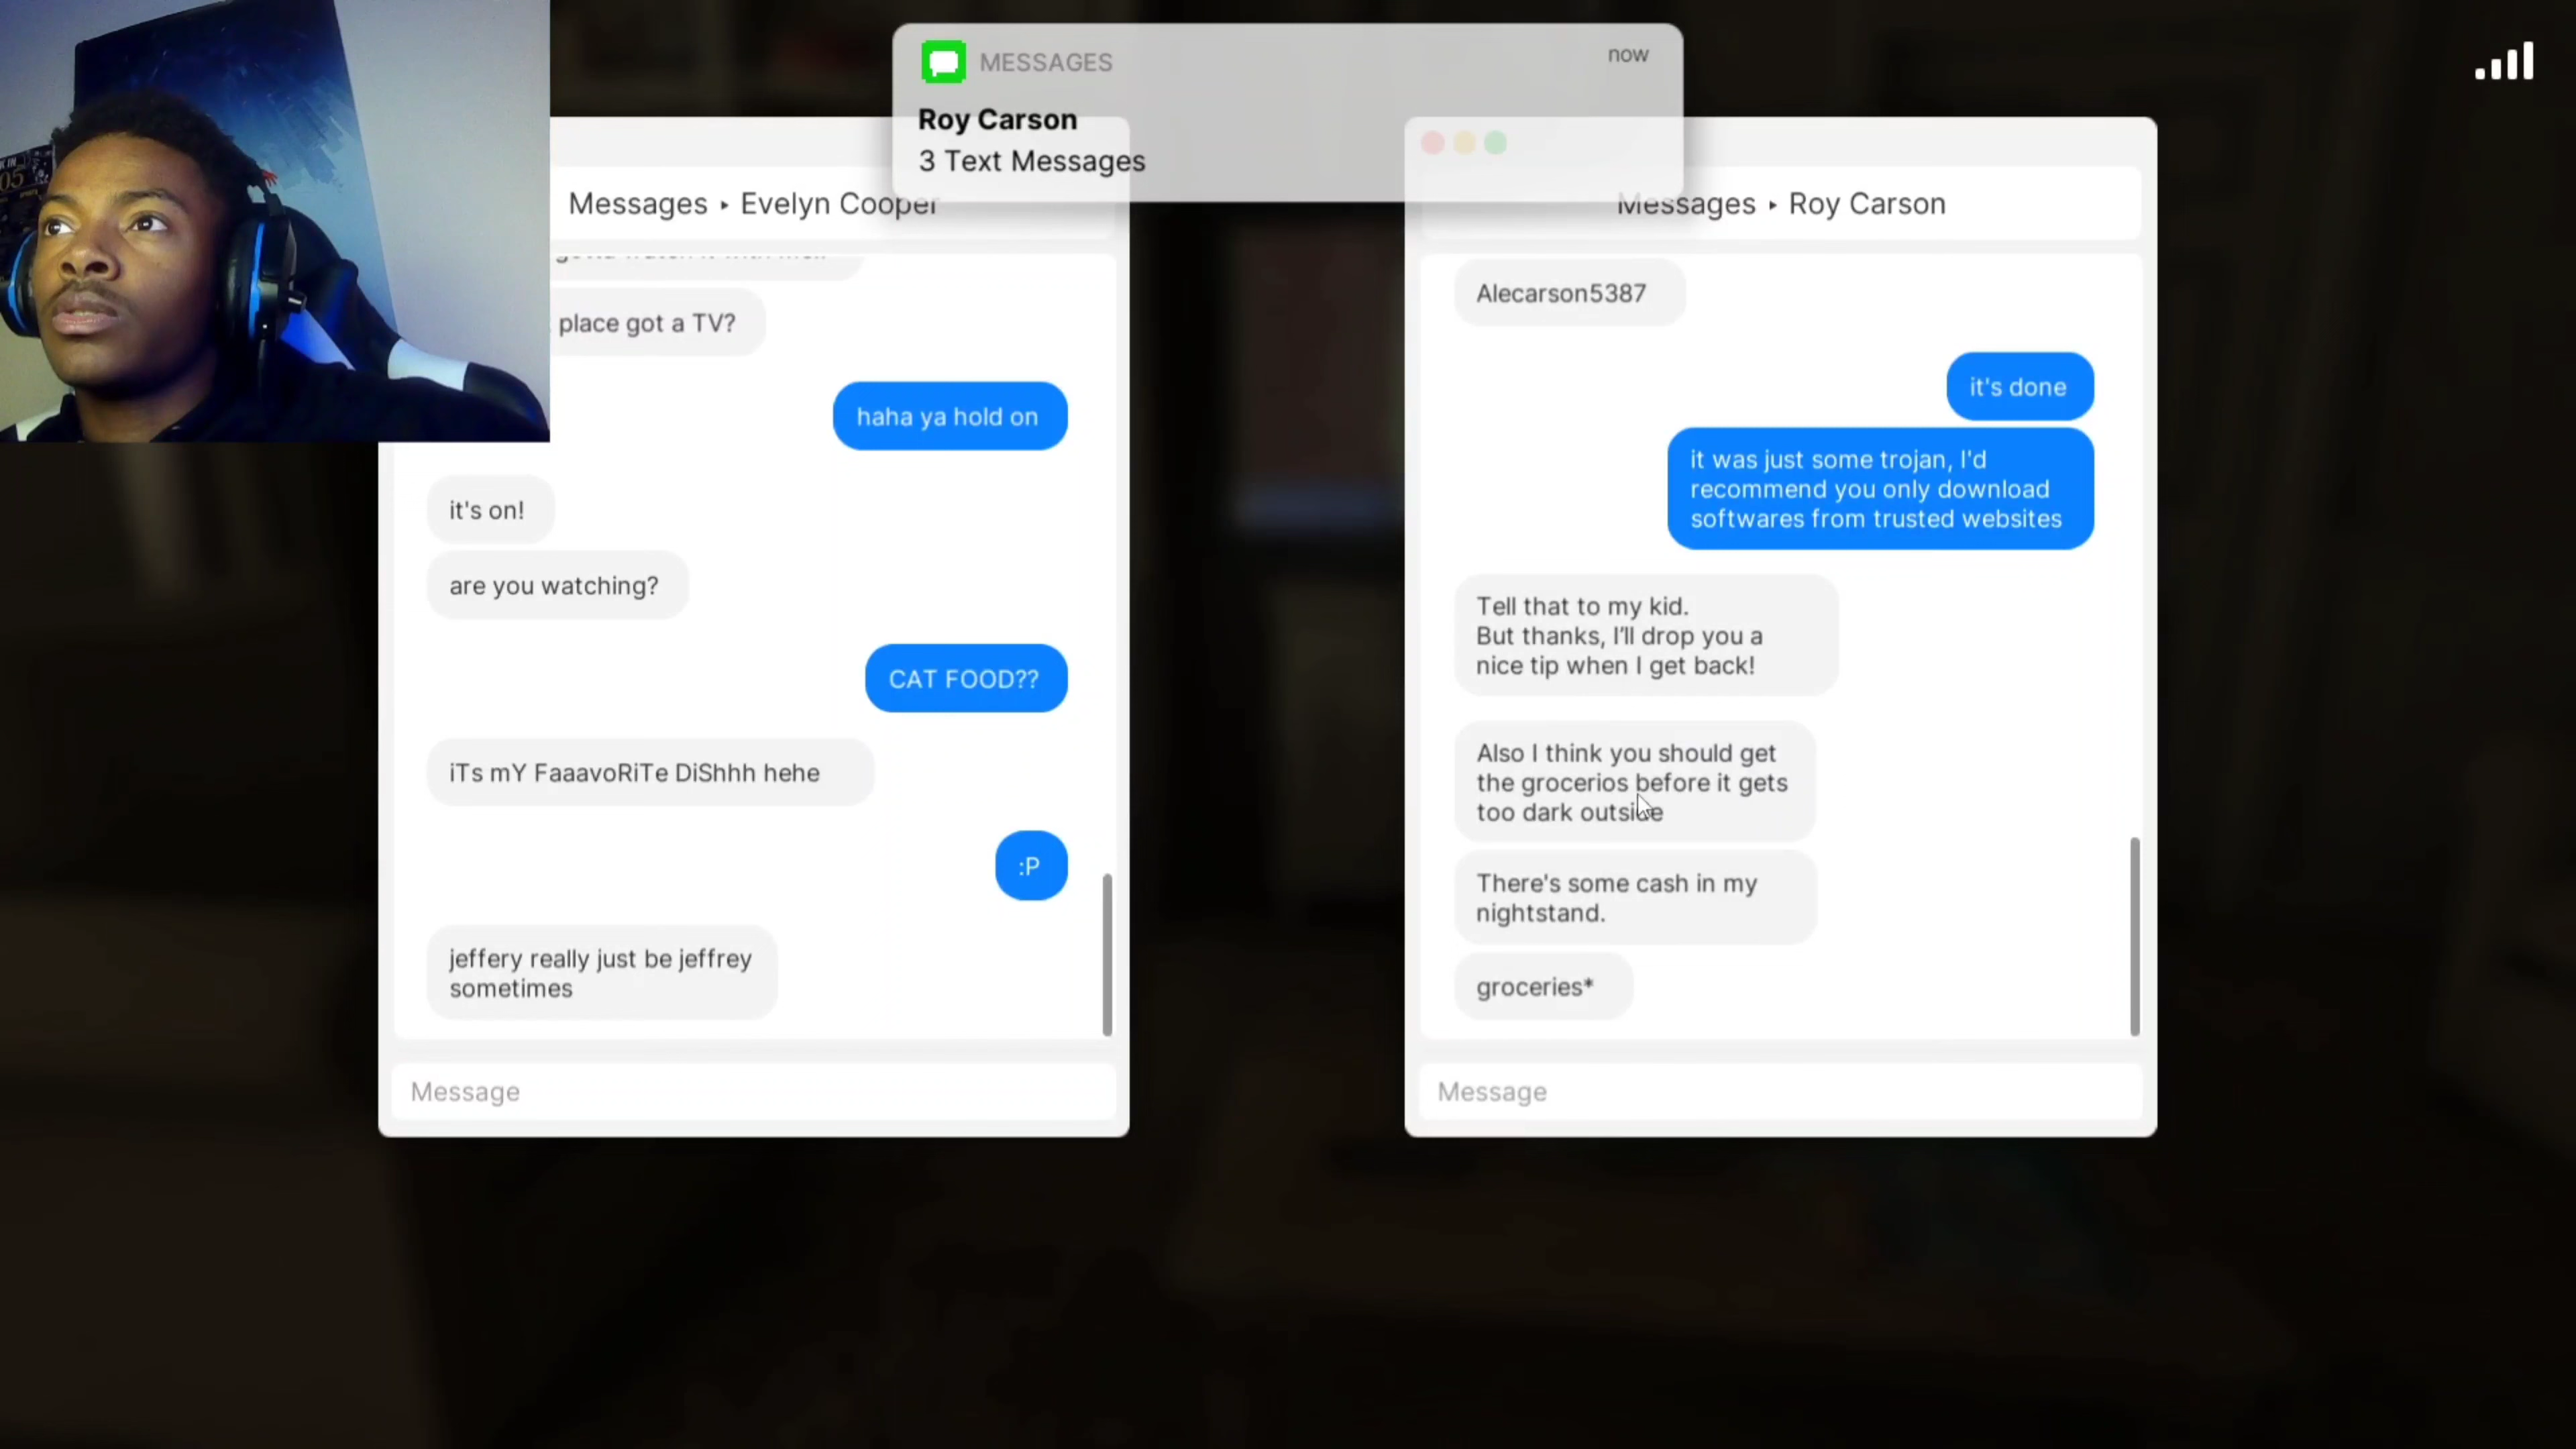 MESSAGES
now
Roy Carson
3 Text Messages
Messages ▸ Evelyn Cooper
place got a TV?
haha ya hold on
it's on!
are you watching?
CAT FOOD??
iTs mY FaaavoRiTe DiShhh hehe
:P
jeffery really just be jeffrey
sometimes
Message
Messages ▸ Roy Carson
Alecarson5387
it's done
it was just some trojan, I'd
recommend you only download
softwares from trusted websites
Tell that to my kid.
But thanks, I'll drop you a
nice tip when I get back!
Also I think you should get
the grocerios before it gets
too dark outside
There's some cash in my
nightstand.
groceries*
Message